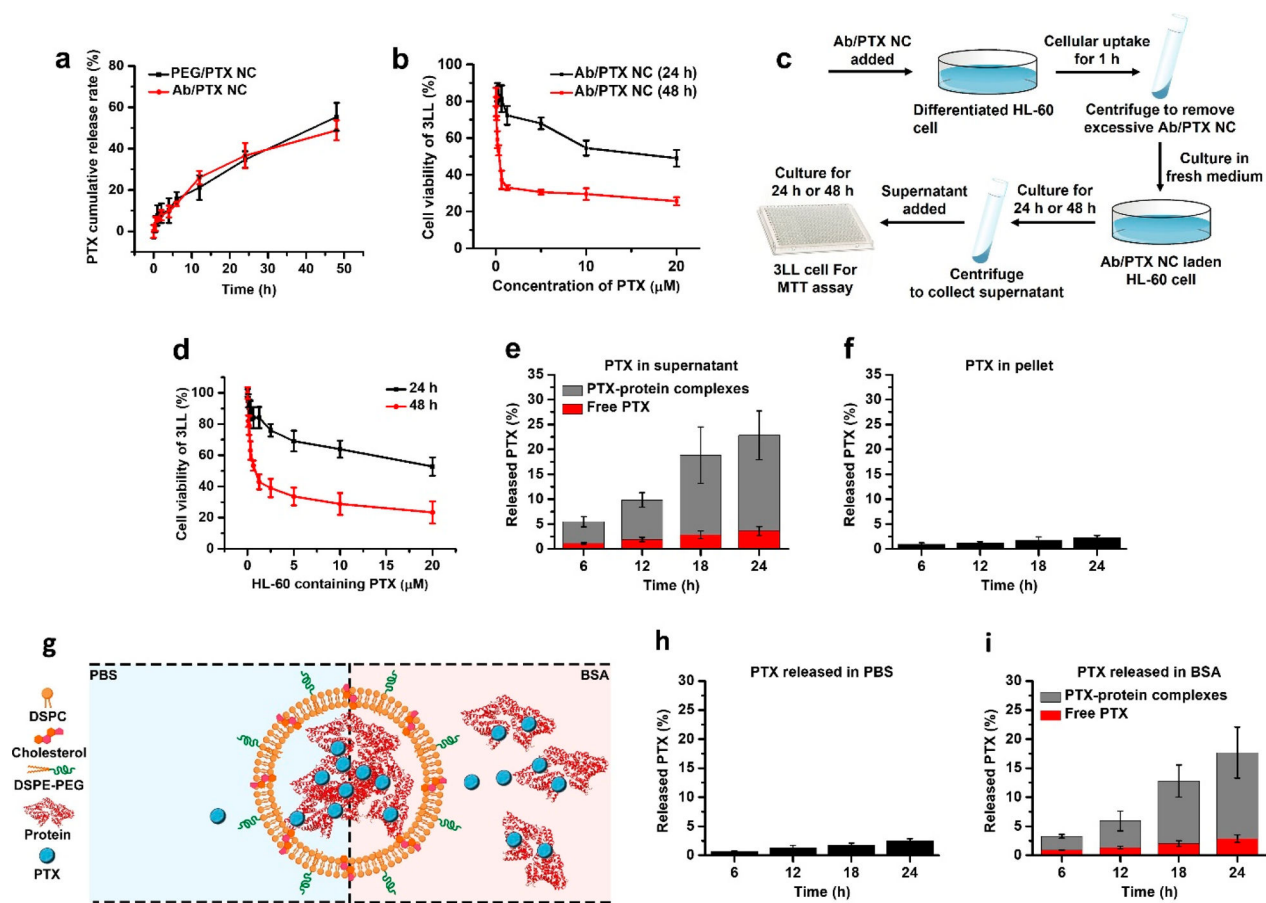 a
PTX cumulative release rate (%)
80
60
40
20
0
PEG/PTX NC
Ab/PTX NC
0 10 20 30 40 50
Time (h)
b
Cell viability of 3LL (%)
100
80
60
40
20
0
Ab/PTX NC (24 h)
Ab/PTX NC (48 h)
0 10 20
Concentration of PTX (μM)
c
Ab/PTX NC
added
Differentiated HL-60
cell
Cellular uptake
for 1 h
Centrifuge to remove
excessive Ab/PTX NC
Culture in
fresh medium
Ab/PTX NC laden
HL-60 cell
Culture for
24 h or 48 h
Centrifuge
to collect supernatant
Supernatant
added
Culture for
24 h or 48 h
3LL cell For
MTT assay
d
Cell viability of 3LL (%)
100
80
60
40
20
0
24 h
48 h
0 5 10 15 20
HL-60 containing PTX (μM)
e
PTX in supernatant
Released PTX (%)
35
30
25
20
15
10
5
0
PTX-protein complexes
Free PTX
6 12 18 24
Time (h)
f
PTX in pellet
Released PTX (%)
35
30
25
20
15
10
5
0
6 12 18 24
Time (h)
g
PBS
BSA
DSPC
Cholesterol
DSPE-PEG
Protein
PTX
h
PTX released in PBS
Released PTX (%)
30
25
20
15
10
5
0
6 12 18 24
Time (h)
i
PTX released in BSA
Released PTX (%)
30
25
20
15
10
5
0
PTX-protein complexes
Free PTX
6 12 18 24
Time (h)